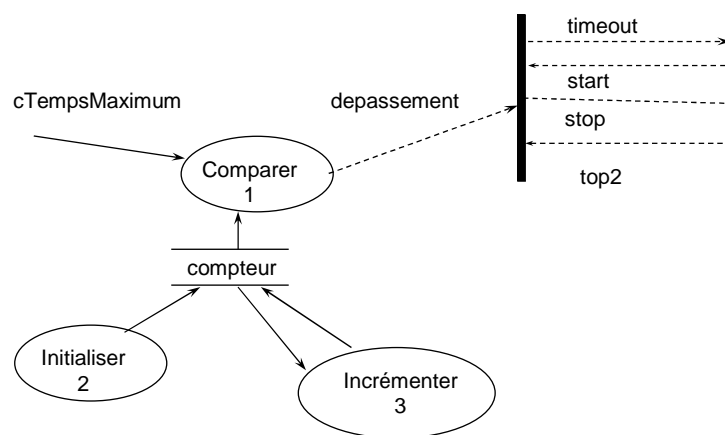 timeout
cTempsMaximum
depassement
start
stop
Comparer
1
top2
compteur
Initialiser
2
Incrémenter
3